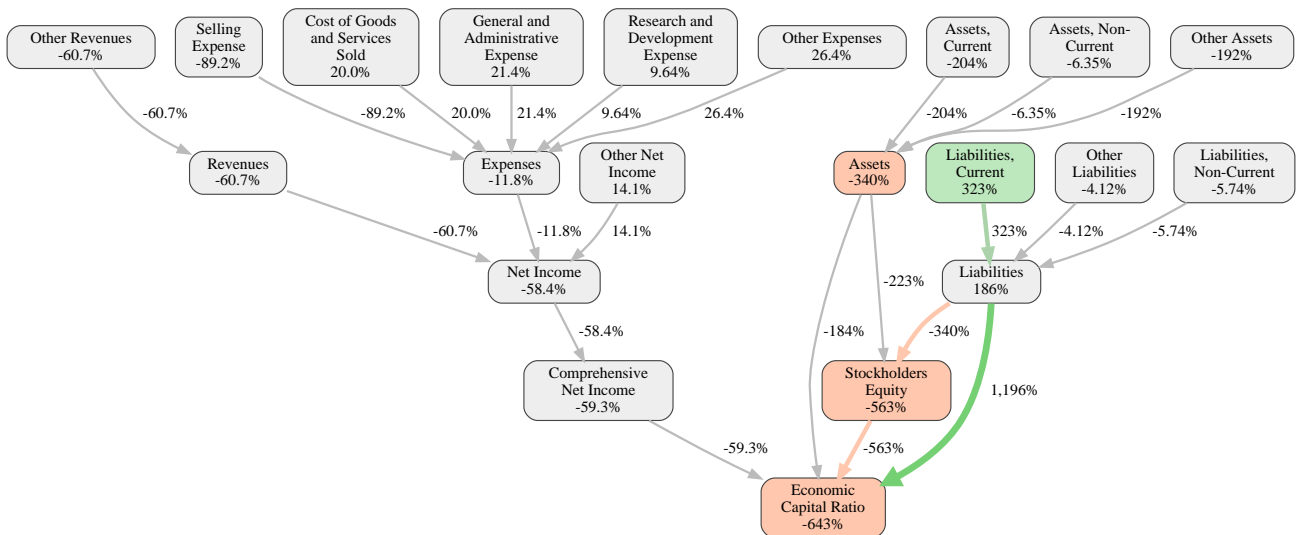 Other Revenues
-60.7%
Selling
Expense
-89.2%
Cost of Goods
and Services
Sold
20.0%
General and
Administrative
Expense
21.4%
Research and
Development
Expense
9.64%
Other Expenses
26.4%
Assets,
Current
-204%
Assets, Non-
Current
-6.35%
Other Assets
-192%
-60.7%
-89.2%
20.0%
21.4%
9.64%
26.4%
-204%
-6.35%
-192%
Revenues
-60.7%
Expenses
-11.8%
Other Net
Income
14.1%
Assets
-340%
Liabilities,
Current
323%
Other
Liabilities
-4.12%
Liabilities,
Non-Current
-5.74%
-60.7%
-11.8%
14.1%
323%
-4.12%
-5.74%
Net Income
-58.4%
-223%
Liabilities
186%
-58.4%
-184%
-340%
Comprehensive
Net Income
-59.3%
Stockholders
Equity
-563%
1,196%
-59.3%
-563%
Economic
Capital Ratio
-643%